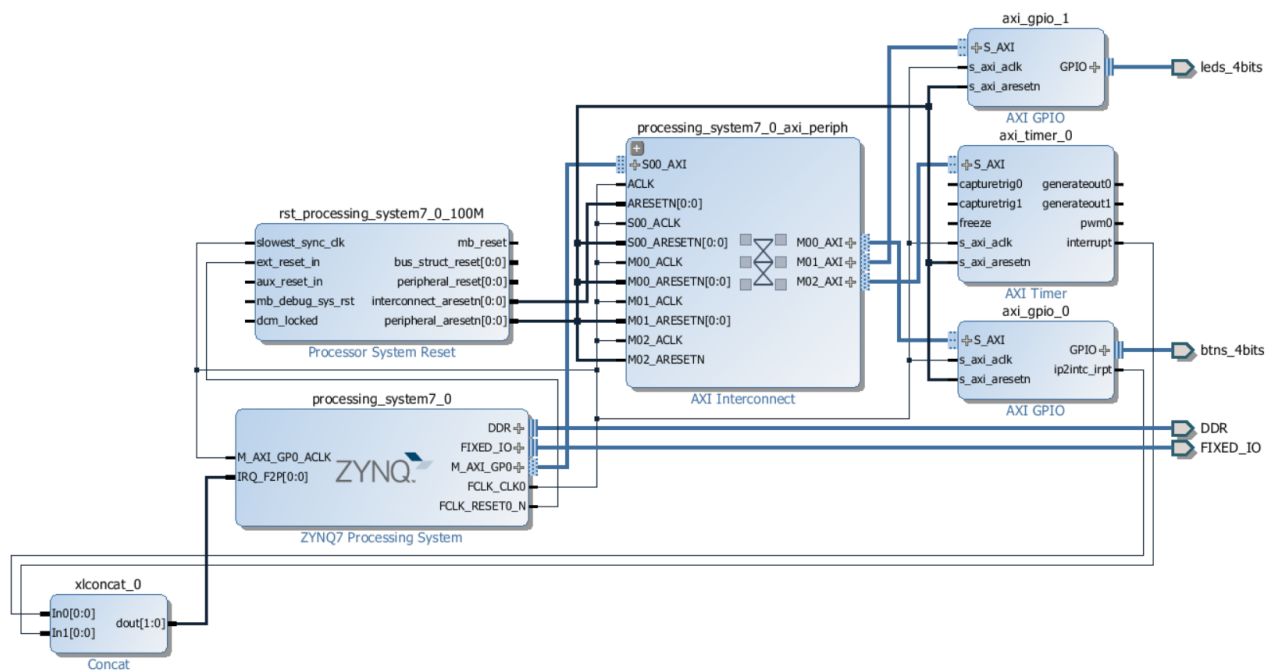 axi_gpio_1
S_AXI
s_axi_aclk
s_axi_aresetn
GPIO
AXI GPIO
leds_4bits
axi_timer_0
S_AXI
capturetrig0
capturetrig1
freeze
s_axi_aclk
s_axi_aresetn
generateout0
generateout1
pwm0
interrupt
AXI Timer
axi_gpio_0
S_AXI
s_axi_aclk
s_axi_aresetn
GPIO
ip2intc_irpt
AXI GPIO
btns_4bits
DDR
FIXED_IO
processing_system7_0_axi_periph
S00_AXI
ACLK
ARESETN[0:0]
S00_ACLK
S00_ARESETN[0:0]
M00_ACLK
M00_ARESETN[0:0]
M01_ACLK
M01_ARESETN[0:0]
M02_ACLK
M02_ARESETN
M00_AXI
M01_AXI
M02_AXI
AXI Interconnect
rst_processing_system7_0_100M
slowest_sync_clk
ext_reset_in
aux_reset_in
mb_debug_sys_rst
dcm_locked
mb_reset
bus_struct_reset[0:0]
peripheral_reset[0:0]
interconnect_aresetn[0:0]
peripheral_aresetn[0:0]
Processor System Reset
processing_system7_0
M_AXI_GP0_ACLK
IRQ_F2P[0:0]
ZYNQ
DDR
FIXED_IO
M_AXI_GP0
FCLK_CLK0
FCLK_RESET0_N
ZYNQ7 Processing System
xlconcat_0
In0[0:0]
In1[0:0]
dout[1:0]
Concat